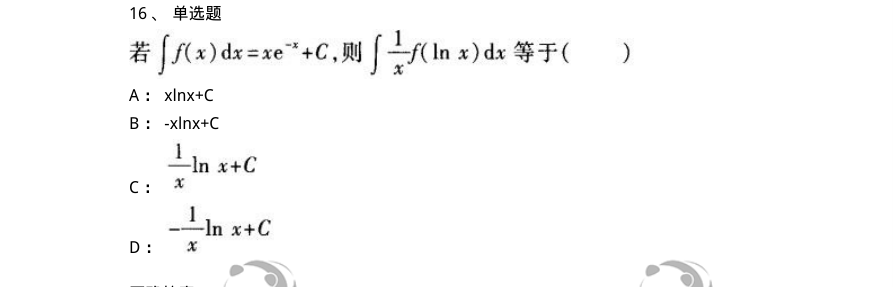 16、 单选题
若∫f(x)dx=xe⁻ˣ+C,则∫1/x f(ln x)dx 等于(  )
A： xlnx+C
B： -xlnx+C
C： 1/x ln x+C
D： -1/x ln x+C